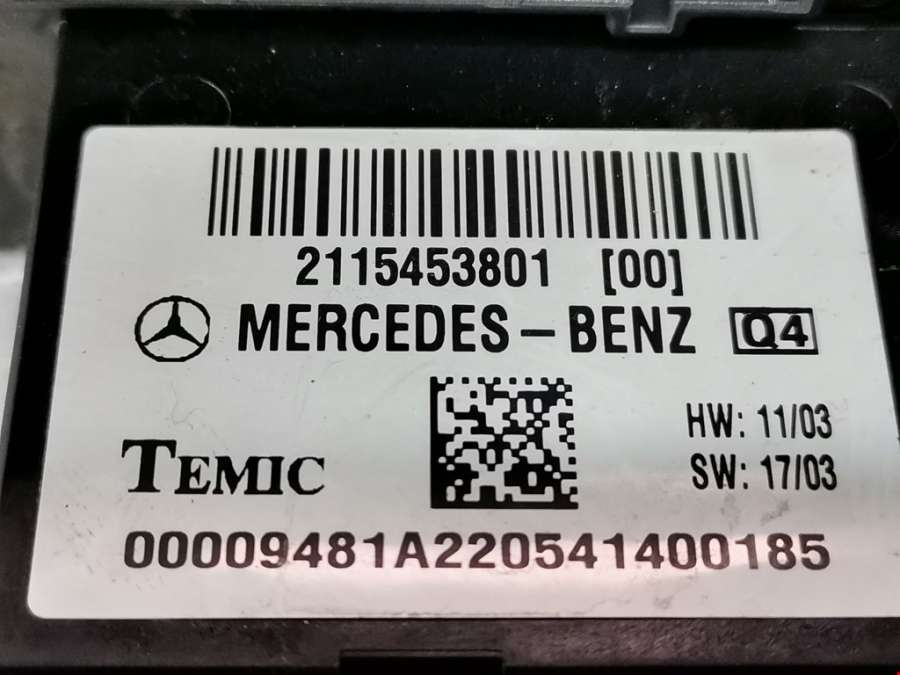 2115453801 [00]
MERCEDES-BENZ Q4
HW: 11/03
TEMIC
SW: 17/03
00009481A220541400185